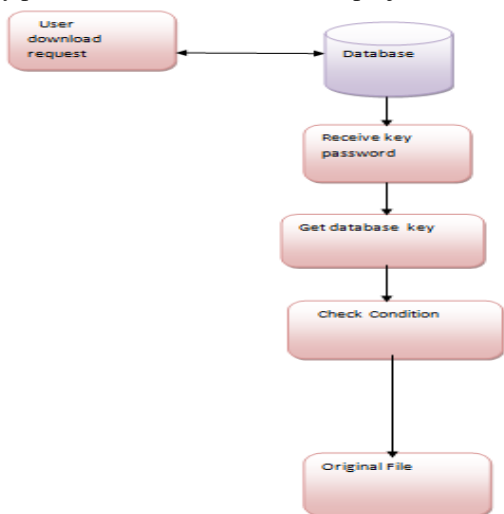 User
download
request
Database
Receive key
password
Get database key
Check Condition
Original File